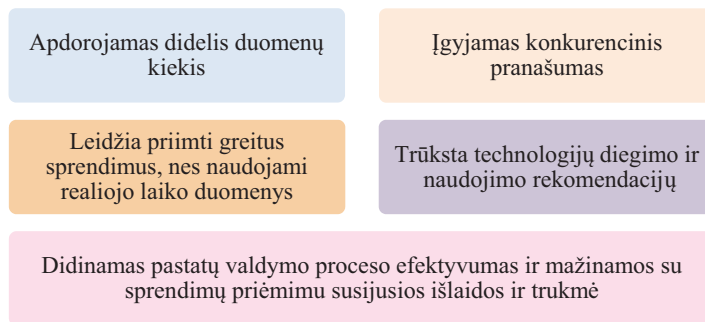 Apdorojamas didelis duomenų
kiekis
Įgyjamas konkurencinis
pranašumas
Leidžia priimti greitus
sprendimus, nes naudojami
realiojo laiko duomenys
Trūksta technologijų diegimo ir
naudojimo rekomendacijų
Didinamas pastatų valdymo proceso efektyvumas ir mažinamos su
sprendimų priėmimu susijusios išlaidos ir trukmė